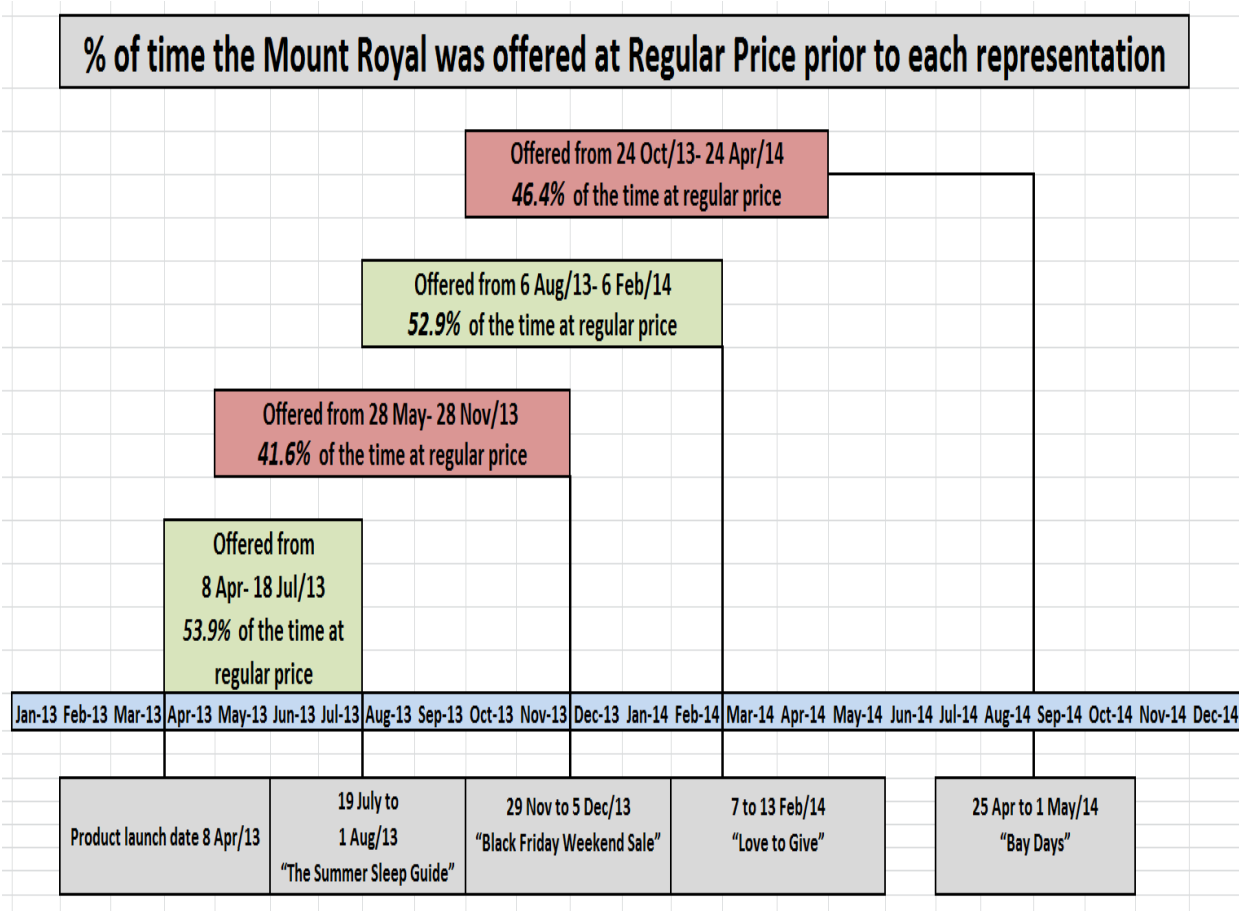 % of time the Mount Royal was offered at Regular Price prior to each representation
Offered from 24 Oct/13- 24 Apr/14
46.4% of the time at regular price
Offered from 6 Aug/13- 6 Feb/14
52.9% of the time at regular price
Offered from 28 May- 28 Nov/13
41.6% of the time at regular price
Offered from
8 Apr- 18 Jul/13
53.9% of the time at
regular price
Jan-13 Feb-13 Mar-13 Apr-13 May-13 Jun-13 Jul-13 Aug-13 Sep-13 Oct-13 Nov-13 Dec-13 Jan-14 Feb-14 Mar-14 Apr-14 May-14 Jun-14 Jul-14 Aug-14 Sep-14 Oct-14 Nov-14 Dec-14
Product launch date 8 Apr/13
19 July to
1 Aug/13
“The Summer Sleep Guide”
29 Nov to 5 Dec/13
“Black Friday Weekend Sale”
7 to 13 Feb/14
“Love to Give”
25 Apr to 1 May/14
“Bay Days”